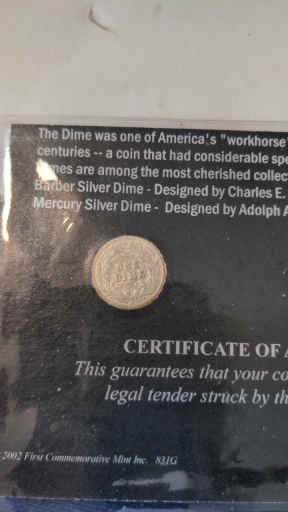 The Dime was one of America's "workhorse"
centuries -- a coin that had considerable spe
mes are among the most cherished collec
Barber Silver Dime - Designed by Charles E.
Mercury Silver Dime - Designed by Adolph A
ONE
DIME
CERTIFICATE OF A
This guarantees that your co
legal tender struck by th
2002 First Commemorative Mint Inc. 831G